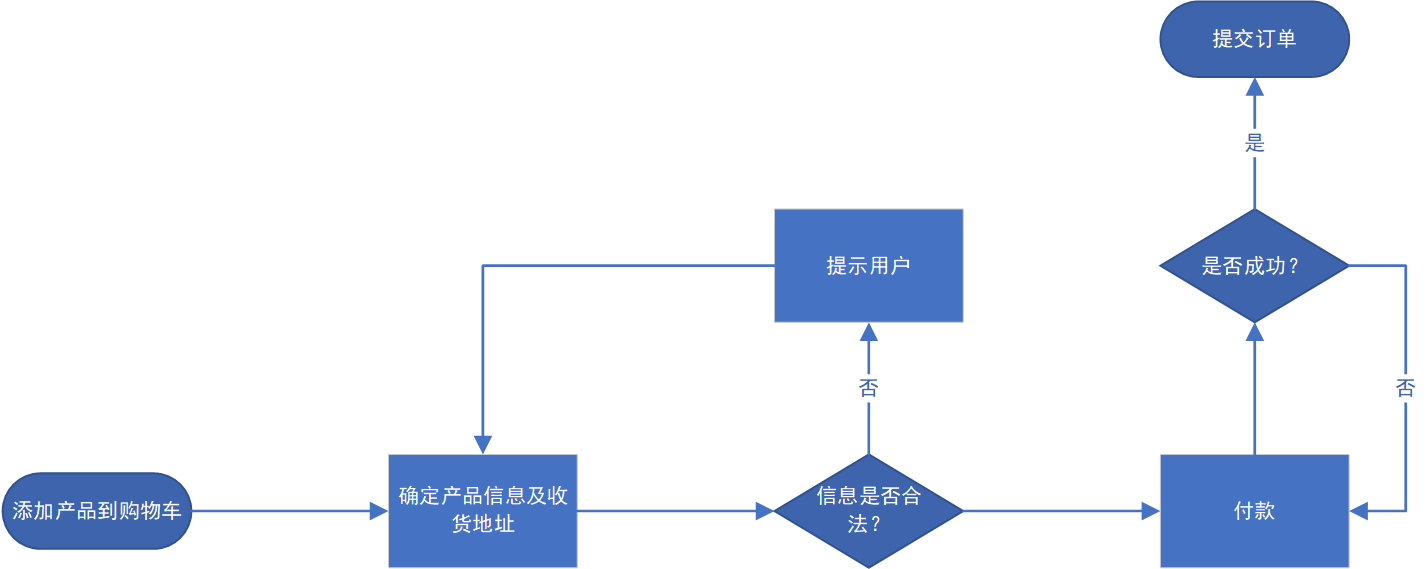 提交订单
是
是否成功？
提示用户
否
否
添加产品到购物车
确定产品信息及收
货地址
信息是否合
法？
付款